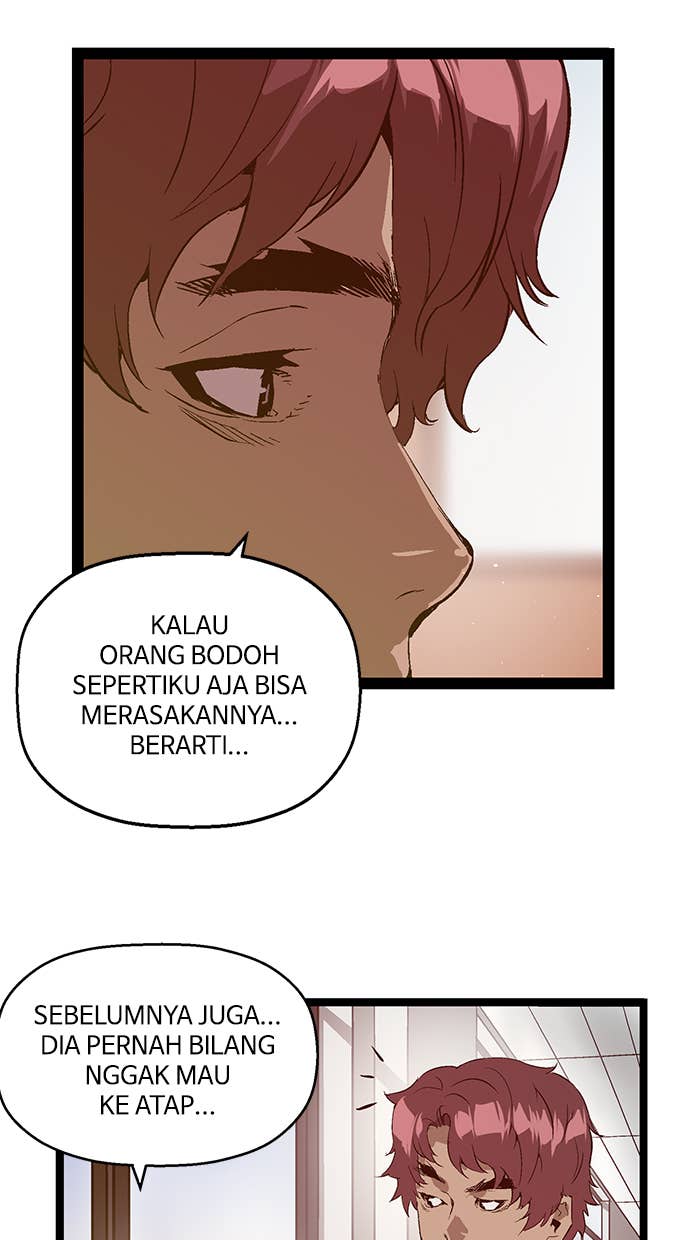 KALAU
ORANG BODOH
SEPERTIKU AJA BISA
MERASAKANNYA...
BERARTI...
SEBELUMNYA JUGA...
DIA PERNAH BILANG
NGGAK MAU
KE ATAP...